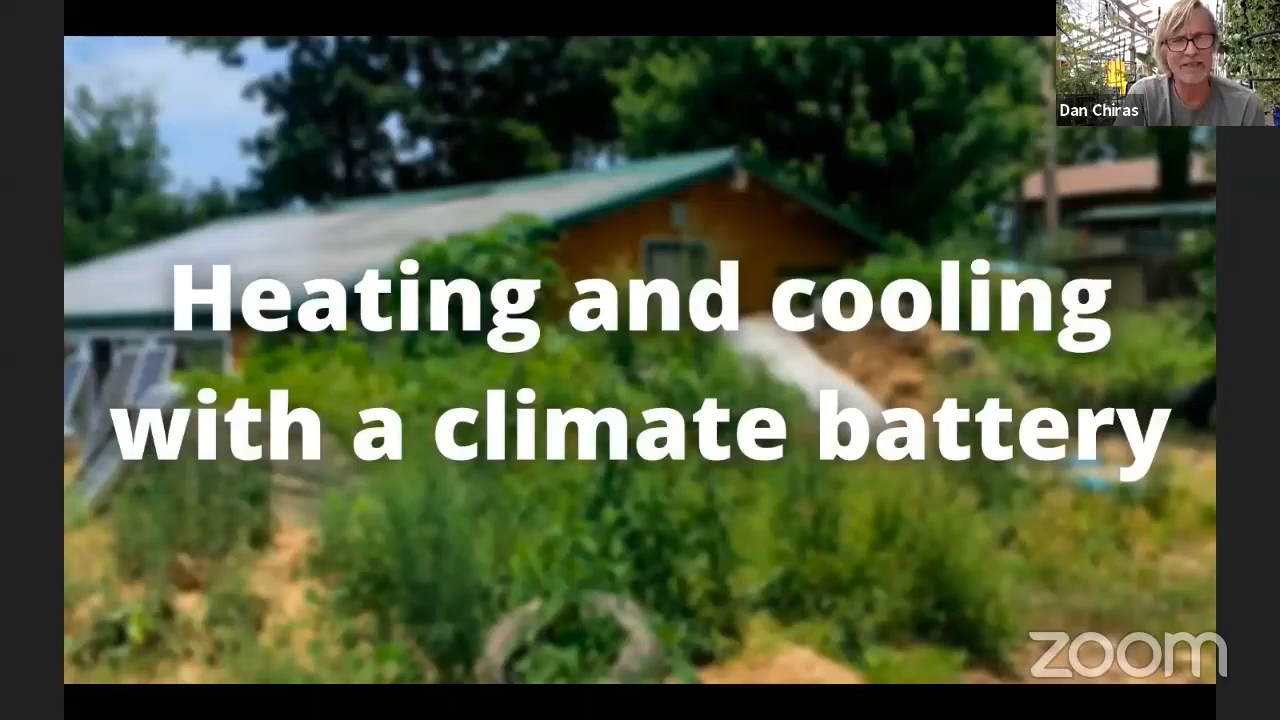 Dan Chiras
Heating and cooling
with a climate battery
zoom